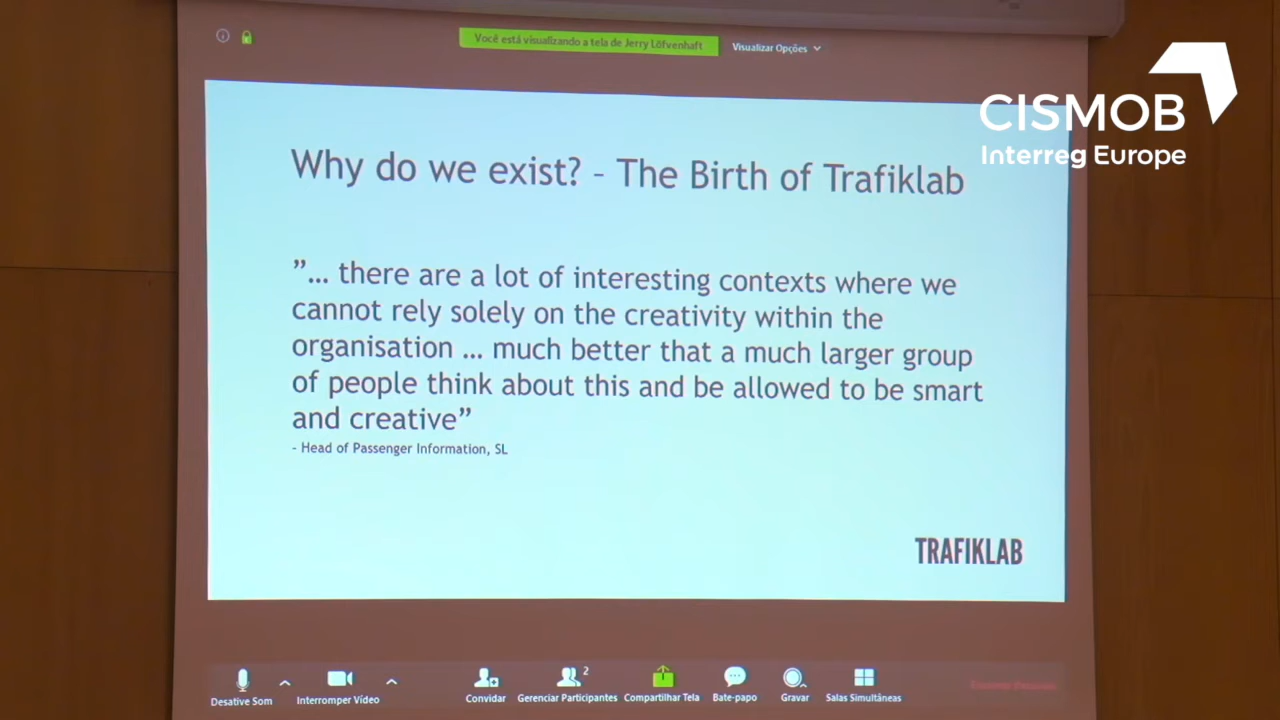 Você está visualizando a tela de Jerry Löfvenhaft
Visualizar Opções
CISMOB
Interreg Europe
Why do we exist? – The Birth of Trafiklab
”… there are a lot of interesting contexts where we
cannot rely solely on the creativity within the
organisation … much better that a much larger group
of people think about this and be allowed to be smart
and creative”
- Head of Passenger Information, SL
TRAFIKLAB
2
Desative Som
Interromper Vídeo
Convidar
Gerenciar Participantes
Compartilhar Tela
Bate-papo
Gravar
Salas Simultâneas